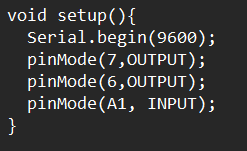 void setup(){
  Serial.begin(9600);
  pinMode(7,OUTPUT);
  pinMode(6,OUTPUT);
  pinMode(A1, INPUT);
}